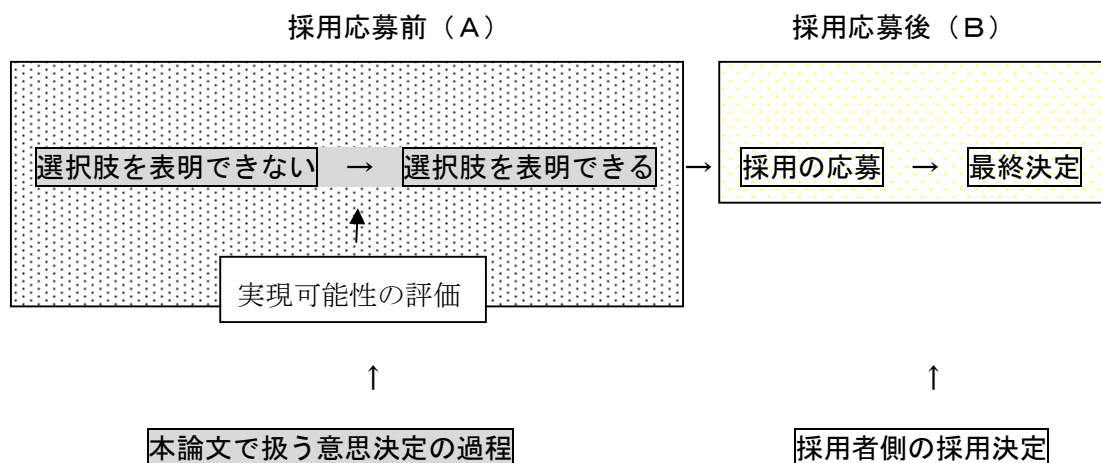 採用応募前（Ａ） 採用応募後（Ｂ）
選択肢を表明できない → 選択肢を表明できる → 採用の応募 → 最終決定
実現可能性の評価
↑ ↑
本論文で扱う意思決定の過程 採用者側の採用決定